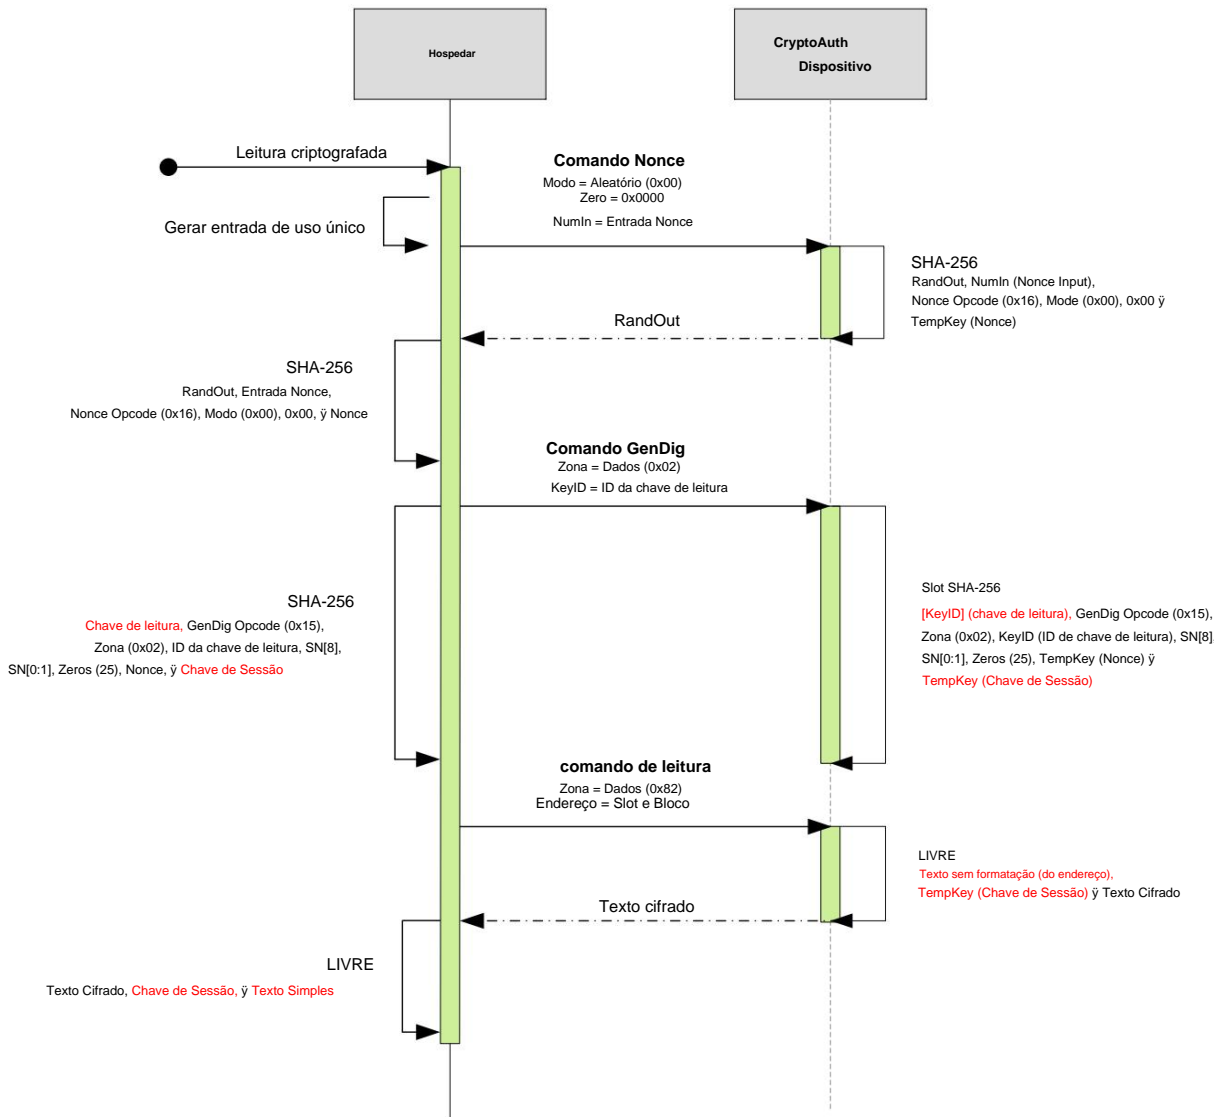 Hospedar
CryptoAuth
Dispositivo
Leitura criptografada
Comando Nonce
Modo = Aleatório (0x00)
Zero = 0x0000
NumIn = Entrada Nonce
Gerar entrada de uso único
SHA-256
RandOut, NumIn (Nonce Input),
Nonce Opcode (0x16), Mode (0x00), 0x00 ÿ
TempKey (Nonce)
RandOut
SHA-256
RandOut, Entrada Nonce,
Nonce Opcode (0x16), Modo (0x00), 0x00, ÿ Nonce
Comando GenDig
Zona = Dados (0x02)
KeyID = ID da chave de leitura
SHA-256
Chave de leitura, GenDig Opcode (0x15),
Zona (0x02), ID da chave de leitura, SN[8],
SN[0:1], Zeros (25), Nonce, ÿ Chave de Sessão
Slot SHA-256
[KeyID] (chave de leitura), GenDig Opcode (0x15),
Zona (0x02), KeyID (ID de chave de leitura), SN[8]
SN[0:1], Zeros (25), TempKey (Nonce) ÿ
TempKey (Chave de Sessão)
comando de leitura
Zona = Dados (0x82)
Endereço = Slot e Bloco
LIVRE
Texto sem formatação (do endereço),
TempKey (Chave de Sessão) ÿ Texto Cifrado
Texto cifrado
LIVRE
Texto Cifrado, Chave de Sessão, ÿ Texto Simples